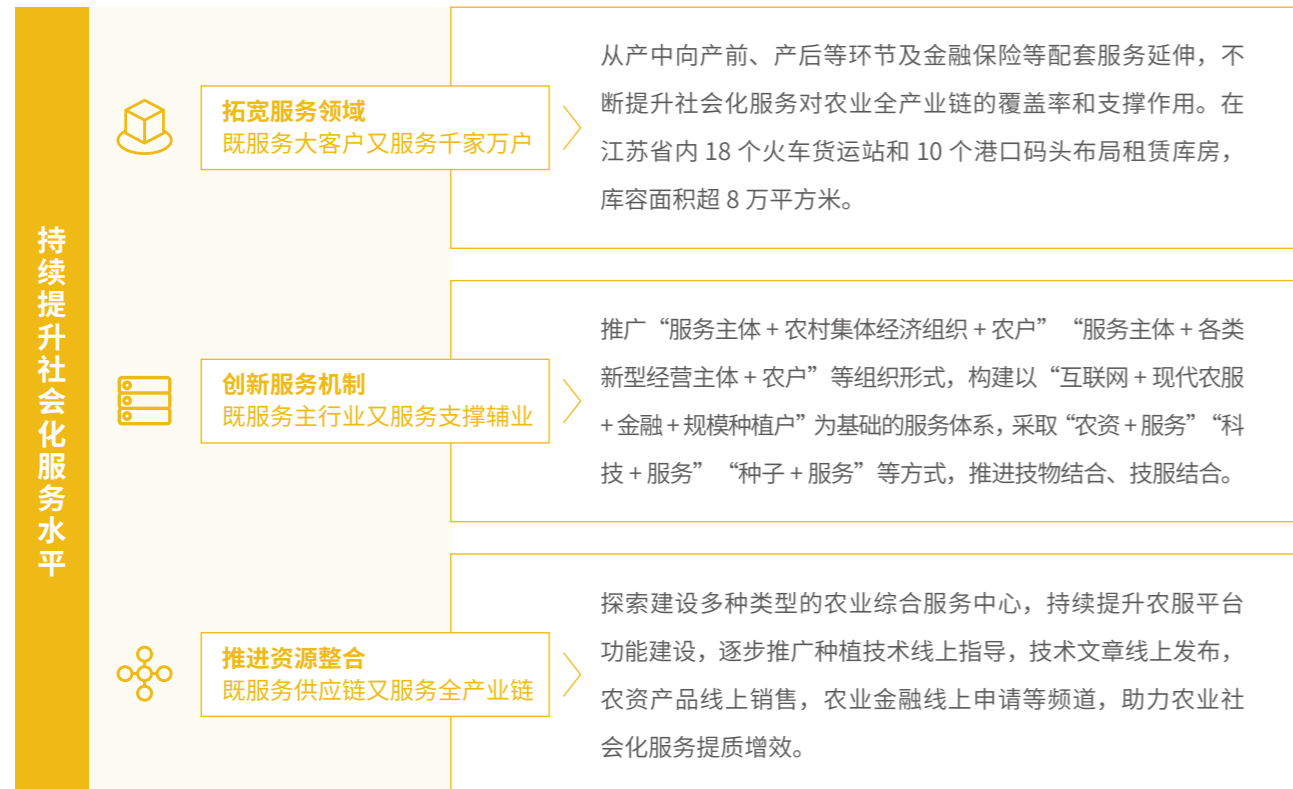 持续提升社会化服务水平
拓宽服务领域
既服务大客户又服务千家万户
从产中向产前、产后等环节及金融保险等配套服务延伸，不
断提升社会化服务对农业全产业链的覆盖率和支撑作用。在
江苏省内 18 个火车货运站和 10 个港口码头布局租赁库房，
库容面积超 8 万平方米。
创新服务机制
既服务主行业又服务支撑辅业
推广“服务主体 + 农村集体经济组织 + 农户”“服务主体 + 各类
新型经营主体 + 农户”等组织形式，构建以“互联网 + 现代农服
+ 金融 + 规模种植户”为基础的服务体系，采取“农资 + 服务”“科
技 + 服务”“种子 + 服务”等方式，推进技物结合、技服结合。
推进资源整合
既服务供应链又服务全产业链
探索建设多种类型的农业综合服务中心，持续提升农服平台
功能建设，逐步推广种植技术线上指导，技术文章线上发布，
农资产品线上销售，农业金融线上申请等频道，助力农业社
会化服务提质增效。